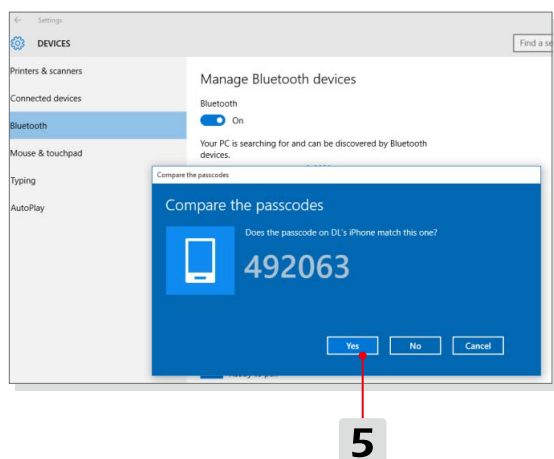 Settings
DEVICES
Find a se
Printers & scanners
Connected devices
Bluetooth
Mouse & touchpad
Typing
AutoPlay
Manage Bluetooth devices
Bluetooth
On
Your PC is searching for and can be discovered by Bluetooth
devices.
Compare the passcodes
Compare the passcodes
Does the passcode on DL's iPhone match this one?
492063
Yes
No
Cancel
5